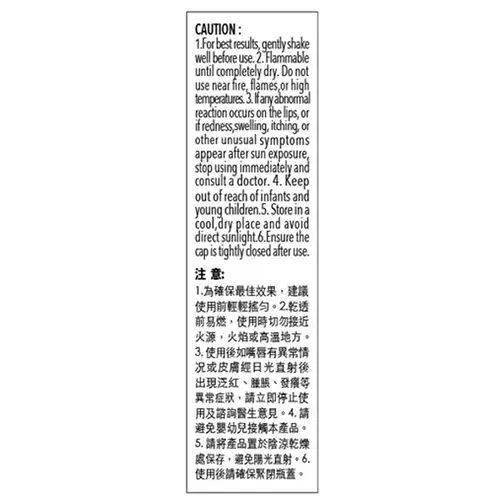 CAUTION :
1.For best results, gently shake
well before use. 2. Flammable
until completely dry. Do not
use near fire, flames,or high
temperatures. 3. If any abnormal
reaction occurs on the lips, or
if redness,swelling, itching, or
other unusual symptoms
appear after sun exposure,
stop using immediately and
consult a doctor. 4. Keep
out of reach of infants and
young children.5. Store in a
cool,dry place and avoid
direct sunlight.6.Ensure the
cap is tightly closed after use.
注 意:
1.為確保最佳效果，建議
使用前輕輕搖勻。2.乾透
前易燃，使用時切勿接近
火源，火焰或高溫地方。
3. 使用後如嘴唇有異常情
況或皮膚經日光直射後
出現泛紅、腫脹、發癢等
異常症狀，請立即停止使
用及諮詢醫生意見。4. 請
避免嬰幼兒接觸本產品。
5. 請將產品置於陰涼乾燥
處保存，避免陽光直射。6.
使用後請確保緊閉瓶蓋。